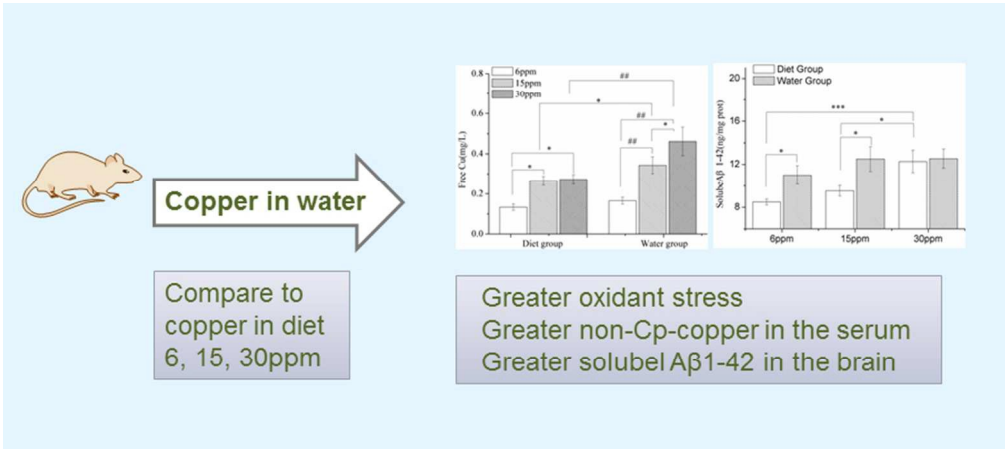 Copper in water
Compare to
copper in diet
6, 15, 30ppm
0.8
0.6
0.4
0.2
0.0
Free Cu(mg/L)
6ppm
15ppm
30ppm
##
*
##
##
*
*
*
Diet group
Water group
20
16
12
8
SolubeAβ 1-42(ng/mg prot)
Diet Group
Water Group
***
*
*
*
6ppm
15ppm
30ppm
Greater oxidant stress
Greater non-Cp-copper in the serum
Greater solubel Aβ1-42 in the brain